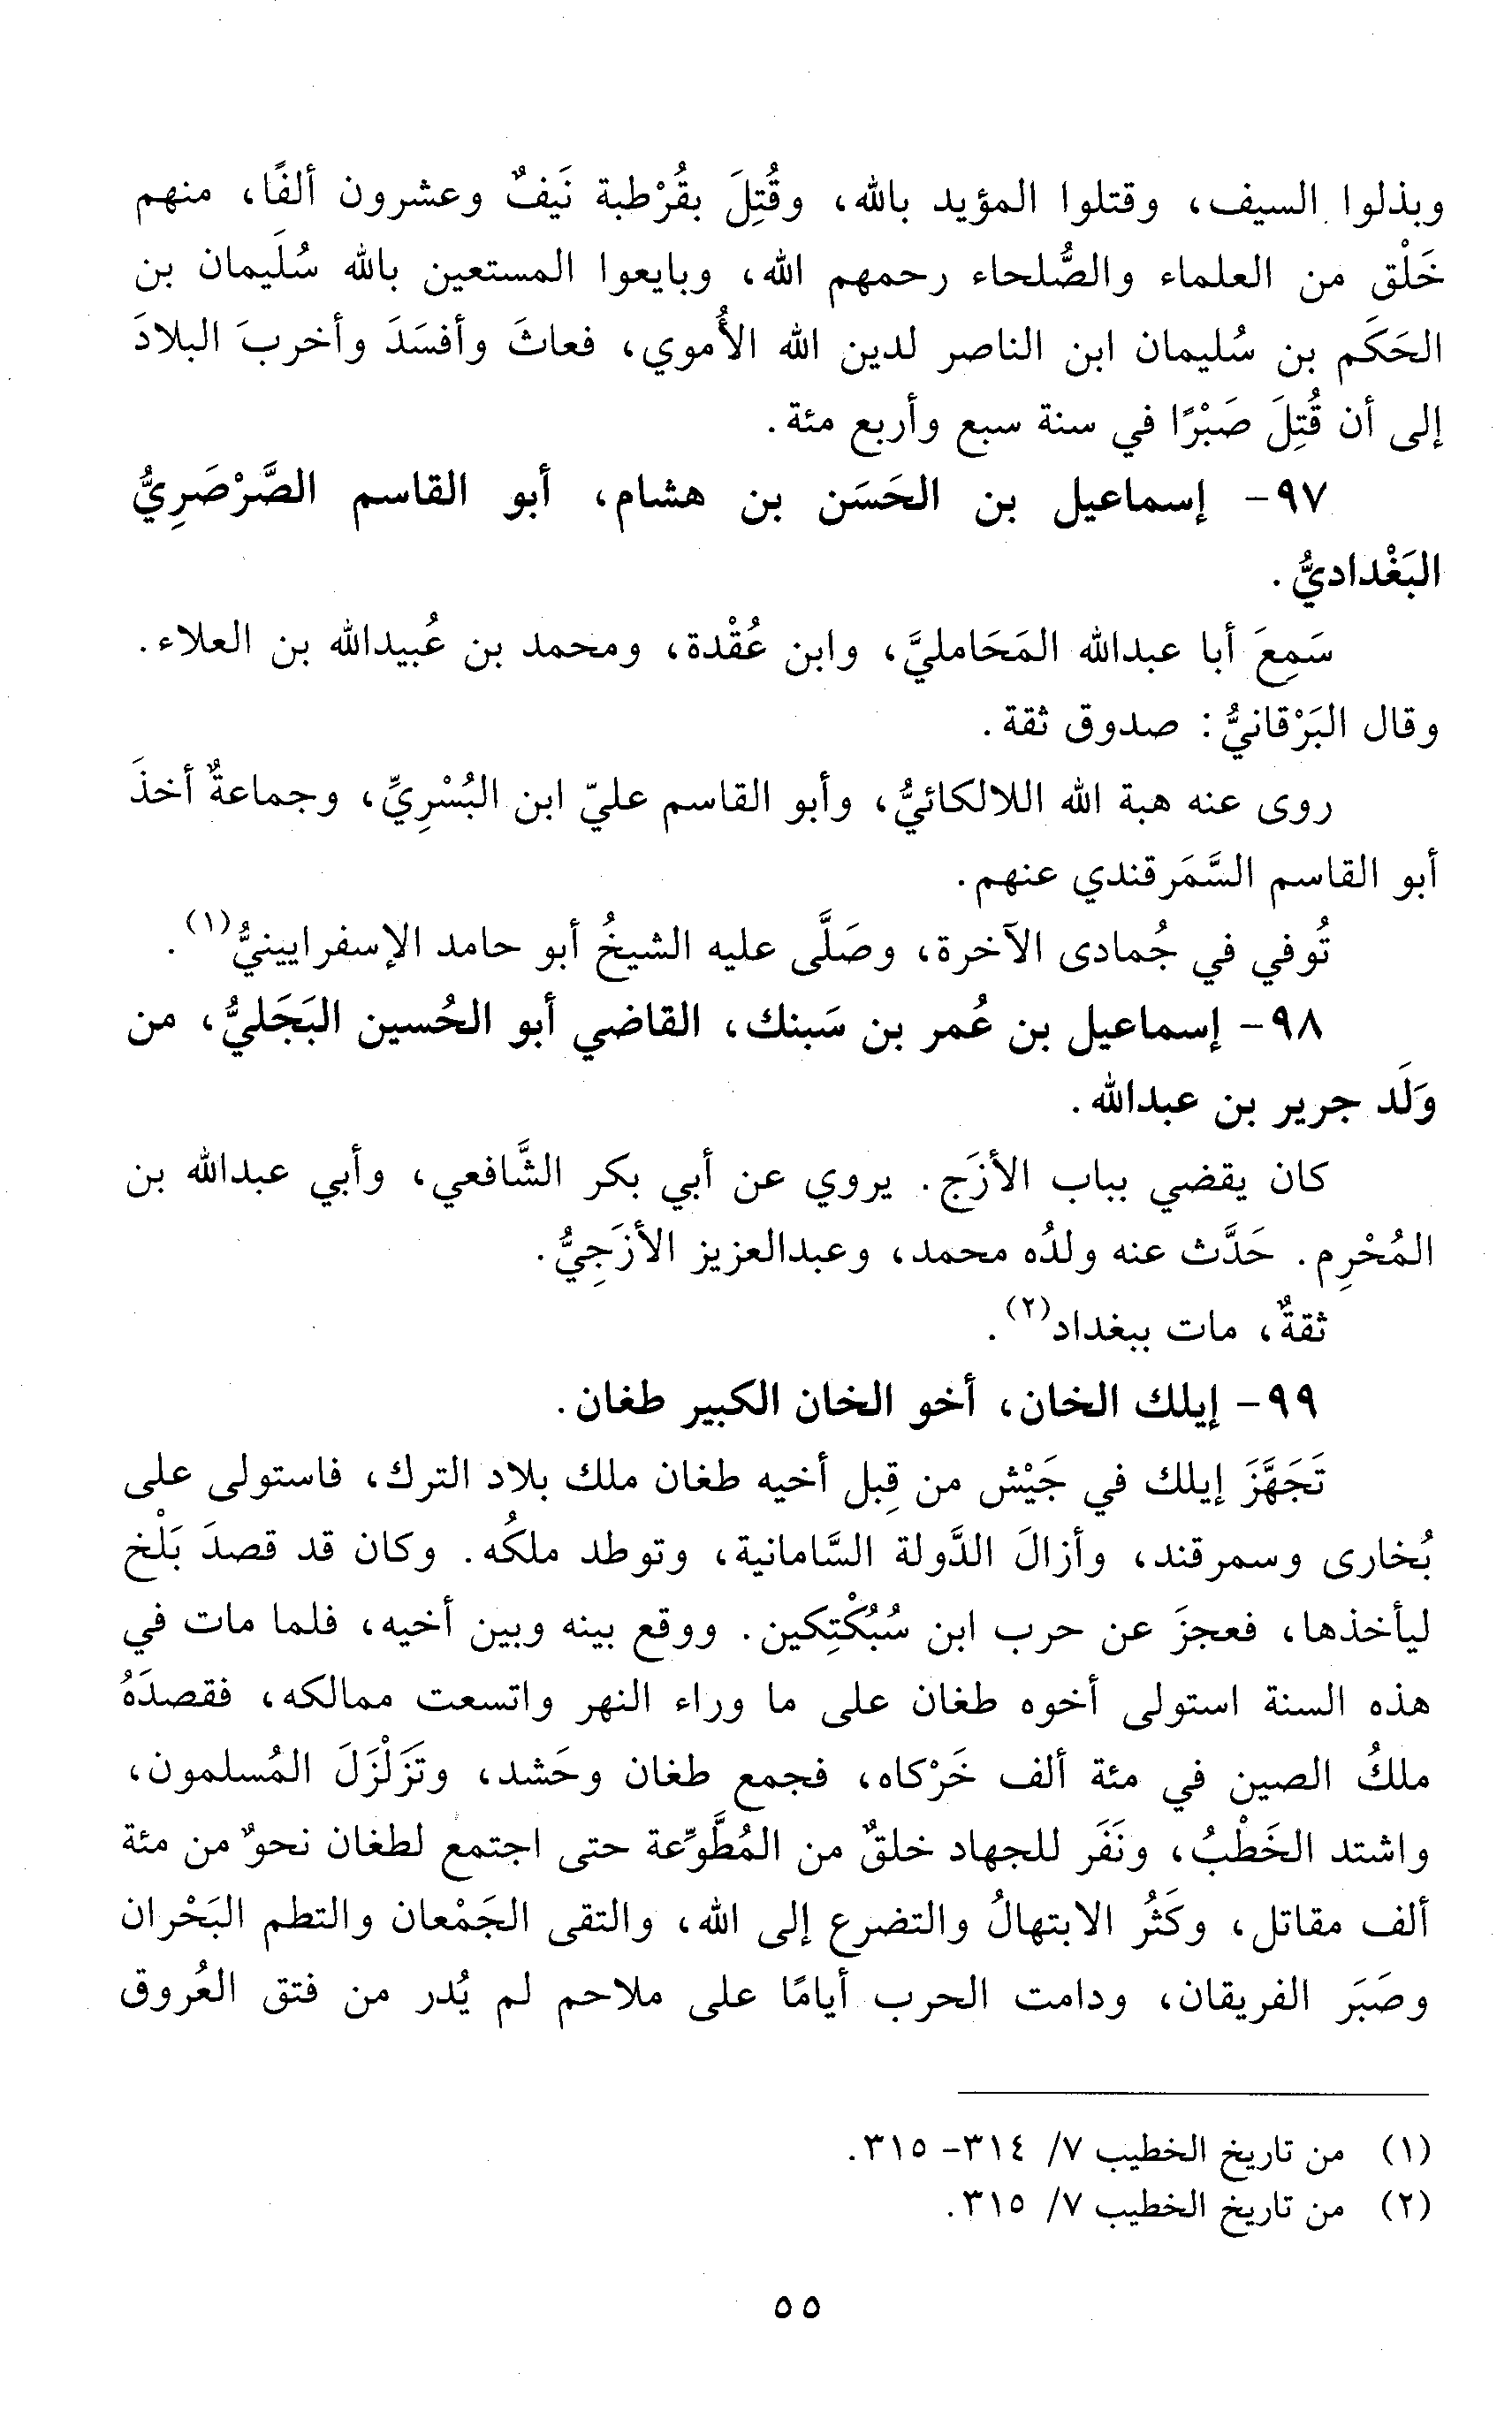 وبذلوا السيف، وقتلوا المؤيد بالله، وقُتِلَ بقُرْطبة نَيفٌ وعشرون ألفًا، منهم
خَلْق من العلماء والصُّلحاء رحمهم الله، وبايعوا المستعين بالله سُلَيمان بن
الحَكَم بن سُليمان ابن الناصر لدين الله الأُموي، فعاثَ وأفسَدَ وأخربَ البلادَ
إلى أن قُتِلَ صَبْرًا في سنة سبع وأربع مئة.
٩٧- إسماعيل بن الحَسَن بن هشام، أبو القاسم الصَّرْصَرِيُّ
البَغْداديُّ.
سَمِعَ أبا عبدالله المَحَامليَّ، وابن عُقْدة، ومحمد بن عُبيدالله بن العلاء.
وقال البَرْقانيُّ: صدوق ثقة.
روى عنه هبة الله اللالكائيُّ، وأبو القاسم عليّ ابن البُسْرِيِّ، وجماعةٌ أخذَ
أبو القاسم السَّمَرقندي عنهم.
تُوفي في جُمادى الآخرة، وصَلَّى عليه الشيخُ أبو حامد الإسفرايينيُّ(١).
٩٨- إسماعيل بن عُمر بن سَبنك، القاضي أبو الحُسين البَجَليُّ، من
وَلَد جرير بن عبدالله.
كان يقضي بباب الأزَج. يروي عن أبي بكر الشَّافعي، وأبي عبدالله بن
المُحْرِم. حَدَّث عنه ولدُه محمد، وعبدالعزيز الأزَجِيُّ.
ثقةٌ، مات ببغداد(٢).
٩٩- إيلك الخان، أخو الخان الكبير طغان.
تَجَهَّزَ إيلك في جَيْش من قِبل أخيه طغان ملك بلاد الترك، فاستولى على
بُخارى وسمرقند، وأزالَ الدَّولة السَّامانية، وتوطد ملكُه. وكان قد قصدَ بَلْخ
ليأخذها، فعجزَ عن حرب ابن سُبُكْتِكين. ووقع بينه وبين أخيه، فلما مات في
هذه السنة استولى أخوه طغان على ما وراء النهر واتسعت ممالكه، فقصدَهُ
ملكُ الصين في مئة ألف خَرْكاه، فجمع طغان وحَشد، وتَزَلْزَلَ المُسلمون،
واشتد الخَطْبُ، ونَفَر للجهاد خلقٌ من المُطَّوِّعة حتى اجتمع لطغان نحوٌ من مئة
ألف مقاتل، وكَثُر الابتهالُ والتضرع إلى الله، والتقى الجَمْعان والتطم البَحْران
وصَبَر الفريقان، ودامت الحرب أيامًا على ملاحم لم يُدر من فتق العُروق
(١) من تاريخ الخطيب ٧/ ٣١٤- ٣١٥.
(٢) من تاريخ الخطيب ٧/ ٣١٥.
٥٥